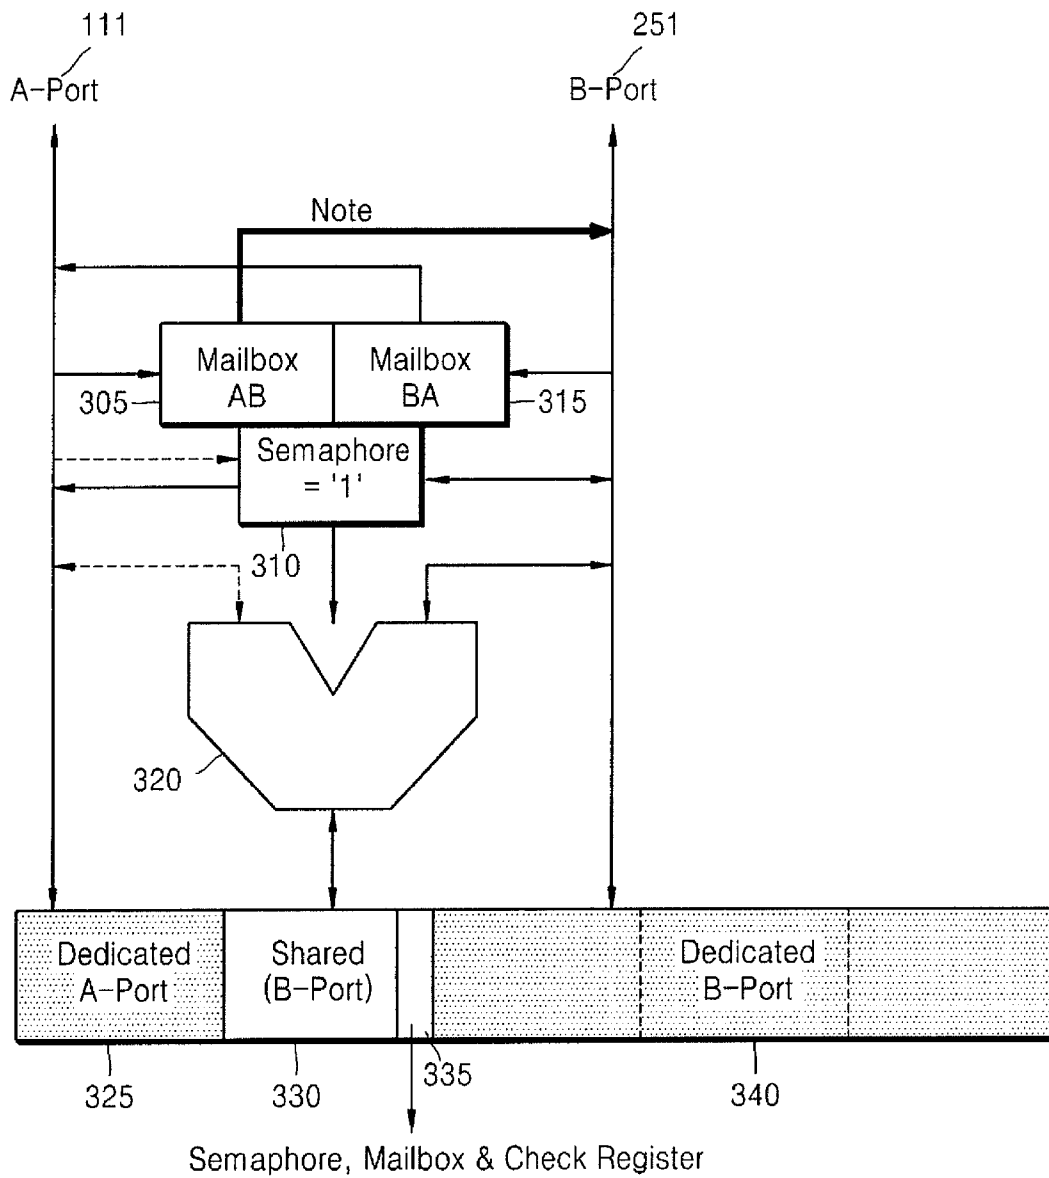 111
251
A-Port
B-Port
Note
Mailbox
AB
Mailbox
BA
305
315
Semaphore
= '1'
310
320
Dedicated
A-Port
Shared
(B-Port)
Dedicated
B-Port
325
330
335
340
Semaphore, Mailbox & Check Register